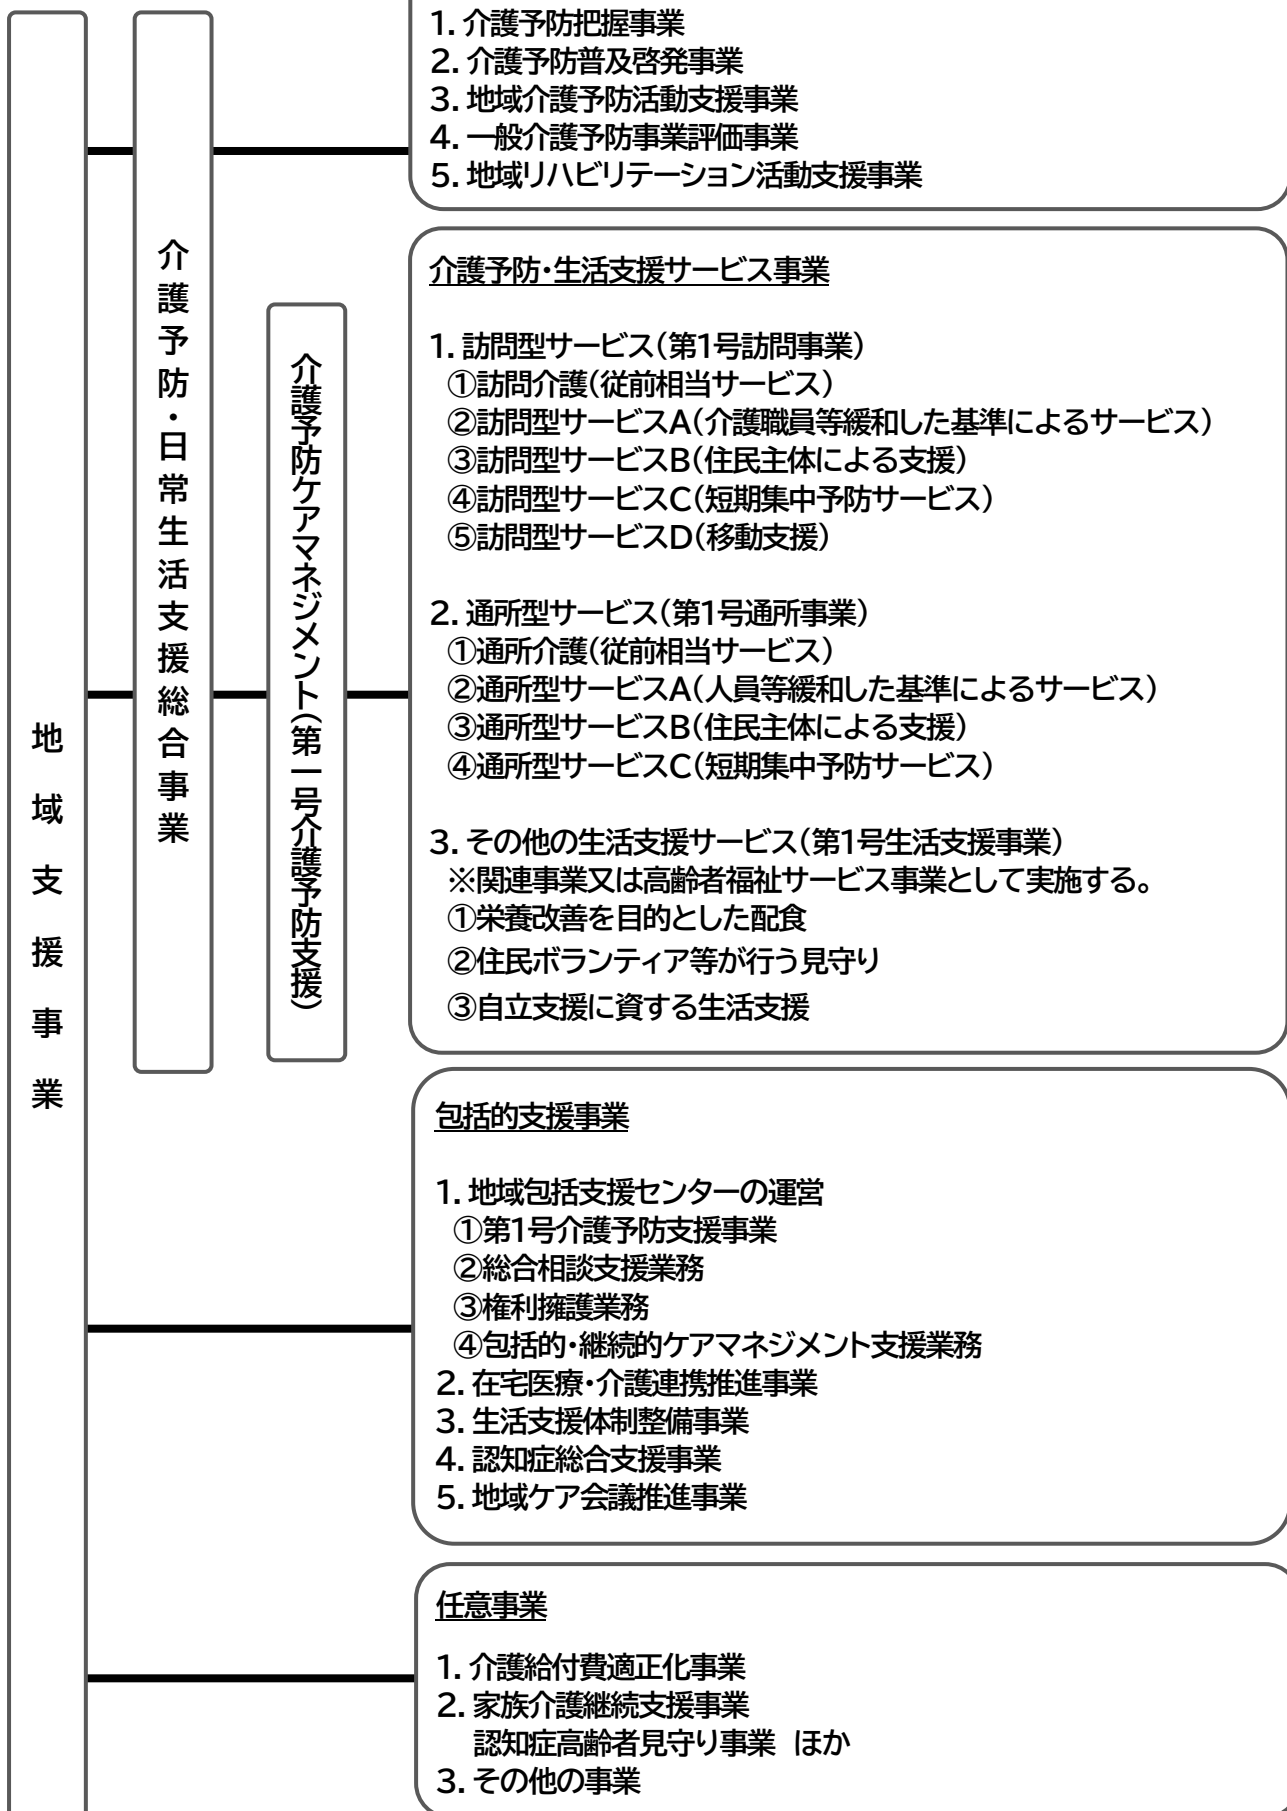 地域支援事業
介護予防・日常生活支援総合事業
介護予防ケアマネジメント(第一号介護予防支援)
1. 介護予防把握事業
2. 介護予防普及啓発事業
3. 地域介護予防活動支援事業
4. 一般介護予防事業評価事業
5. 地域リハビリテーション活動支援事業
介護予防・生活支援サービス事業
1. 訪問型サービス(第1号訪問事業)
①訪問介護(従前相当サービス)
②訪問型サービスA(介護職員等緩和した基準によるサービス)
③訪問型サービスB(住民主体による支援)
④訪問型サービスC(短期集中予防サービス)
⑤訪問型サービスD(移動支援)
2. 通所型サービス(第1号通所事業)
①通所介護(従前相当サービス)
②通所型サービスA(人員等緩和した基準によるサービス)
③通所型サービスB(住民主体による支援)
④通所型サービスC(短期集中予防サービス)
3. その他の生活支援サービス(第1号生活支援事業)
※関連事業又は高齢者福祉サービス事業として実施する。
①栄養改善を目的とした配食
②住民ボランティア等が行う見守り
③自立支援に資する生活支援
包括的支援事業
1. 地域包括支援センターの運営
①第1号介護予防支援事業
②総合相談支援業務
③権利擁護業務
④包括的・継続的ケアマネジメント支援業務
2. 在宅医療・介護連携推進事業
3. 生活支援体制整備事業
4. 認知症総合支援事業
5. 地域ケア会議推進事業
任意事業
1. 介護給付費適正化事業
2. 家族介護継続支援事業
認知症高齢者見守り事業 ほか
3. その他の事業